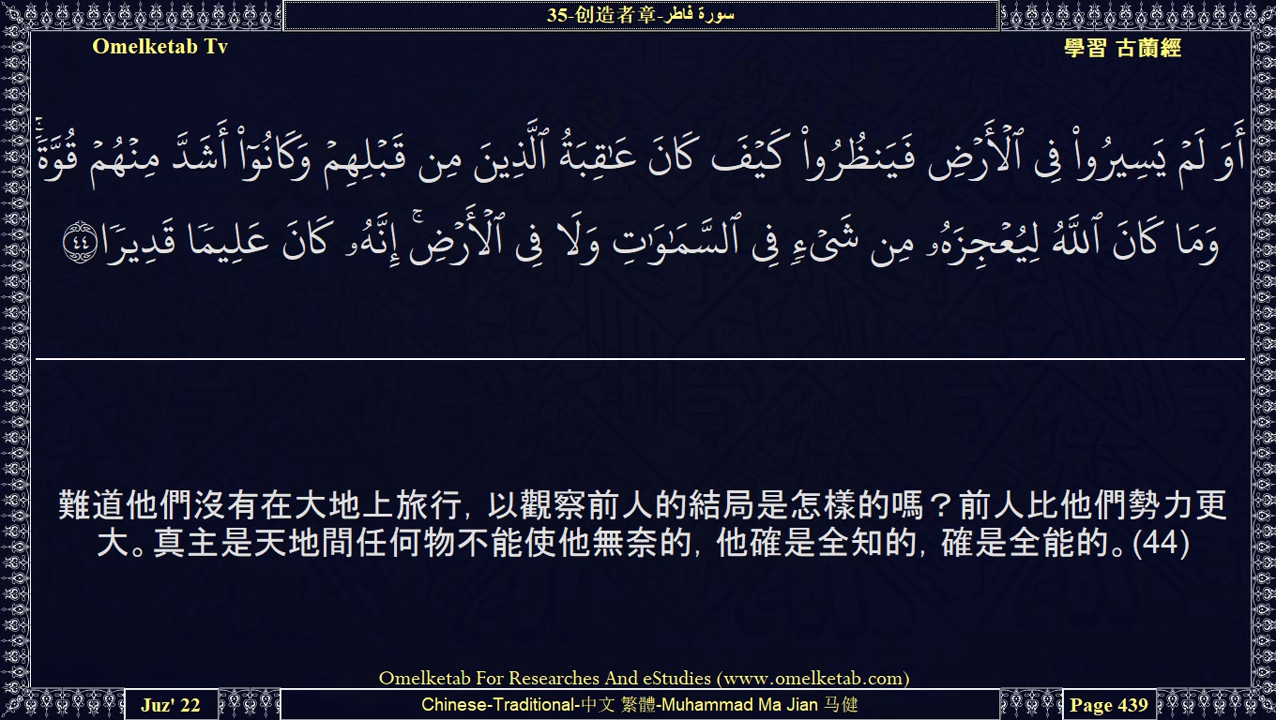 35-创造者章-سورة فاطر
Omelketab Tv
學習 古蘭經
أَوَ لَمۡ يَسِيرُواْ فِى ٱلۡأَرۡضِ فَيَنظُرُواْ كَيۡفَ كَانَ عَـٰقِبَةُ ٱلَّذِينَ مِن قَبۡلِهِمۡ وَكَانُوٓاْ أَشَدَّ مِنۡهُمۡ قُوَّةً‌ۚ
وَمَا كَانَ ٱللَّهُ لِيُعۡجِزَهُۥ مِن شَىۡءٍ فِى ٱلسَّمَـٰوَٲتِ وَلَا فِى ٱلۡأَرۡضِ‌ۚ إِنَّهُۥ كَانَ عَلِيمًا قَدِيرًا ٤٤
難道他們沒有在大地上旅行，以觀察前人的結局是怎樣的嗎？前人比他們勢力更
大。真主是天地間任何物不能使他無奈的，他確是全知的，確是全能的。(44)
Omelketab For Researches And eStudies (www.omelketab.com)
Juz' 22
Chinese-Traditional-中文 繁體-Muhammad Ma Jian 马健
Page 439